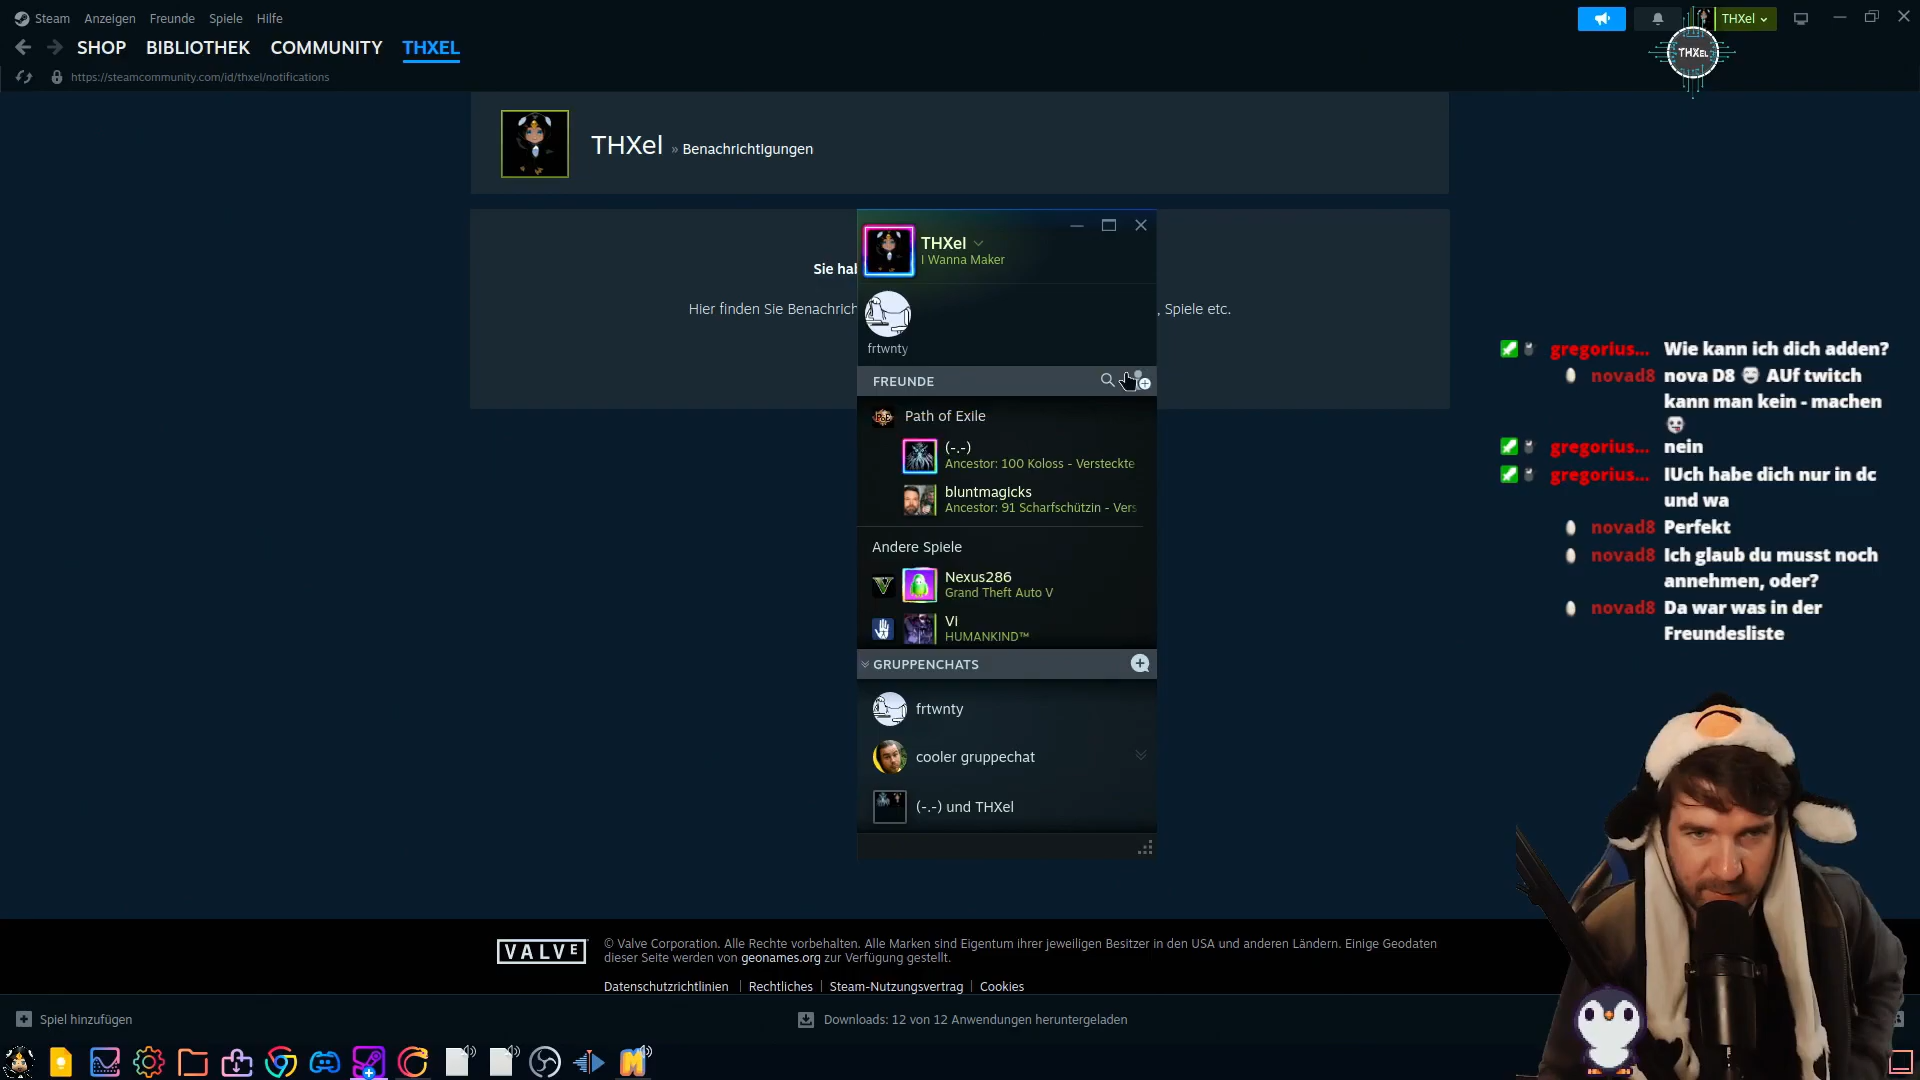 Steam Anzeigen Freunde Spiele Hilfe
THXel
SHOP BIBLIOTHEK COMMUNITY THXEL
THXEL
https://steamcommunity.com/id/thxel/notifications
THXel » Benachrichtigungen
Sie hab
Hier finden Sie Benachrich
, Spiele etc.
THXel
I Wanna Maker
frtwnty
FREUNDE
Path of Exile
(-.-)
Ancestor: 100 Koloss - Versteckte
bluntmagicks
Ancestor: 91 Scharfschützin - Vers
Andere Spiele
Nexus286
Grand Theft Auto V
VI
HUMANKIND™
GRUPPENCHATS
frtwnty
cooler gruppechat
(-.-) und THXel
gregorius... Wie kann ich dich adden?
novad8 nova D8 AUf twitch
kann man kein - machen
gregorius... nein
gregorius... IUch habe dich nur in dc
und wa
novad8 Perfekt
novad8 Ich glaub du musst noch
annehmen, oder?
novad8 Da war was in der
Freundesliste
VALVE
© Valve Corporation. Alle Rechte vorbehalten. Alle Marken sind Eigentum ihrer jeweiligen Besitzer in den USA und anderen Ländern. Einige Geodaten
dieser Seite werden von geonames.org zur Verfügung gestellt.
Datenschutzrichtlinien | Rechtliches | Steam-Nutzungsvertrag | Cookies
Spiel hinzufügen
Downloads: 12 von 12 Anwendungen heruntergeladen